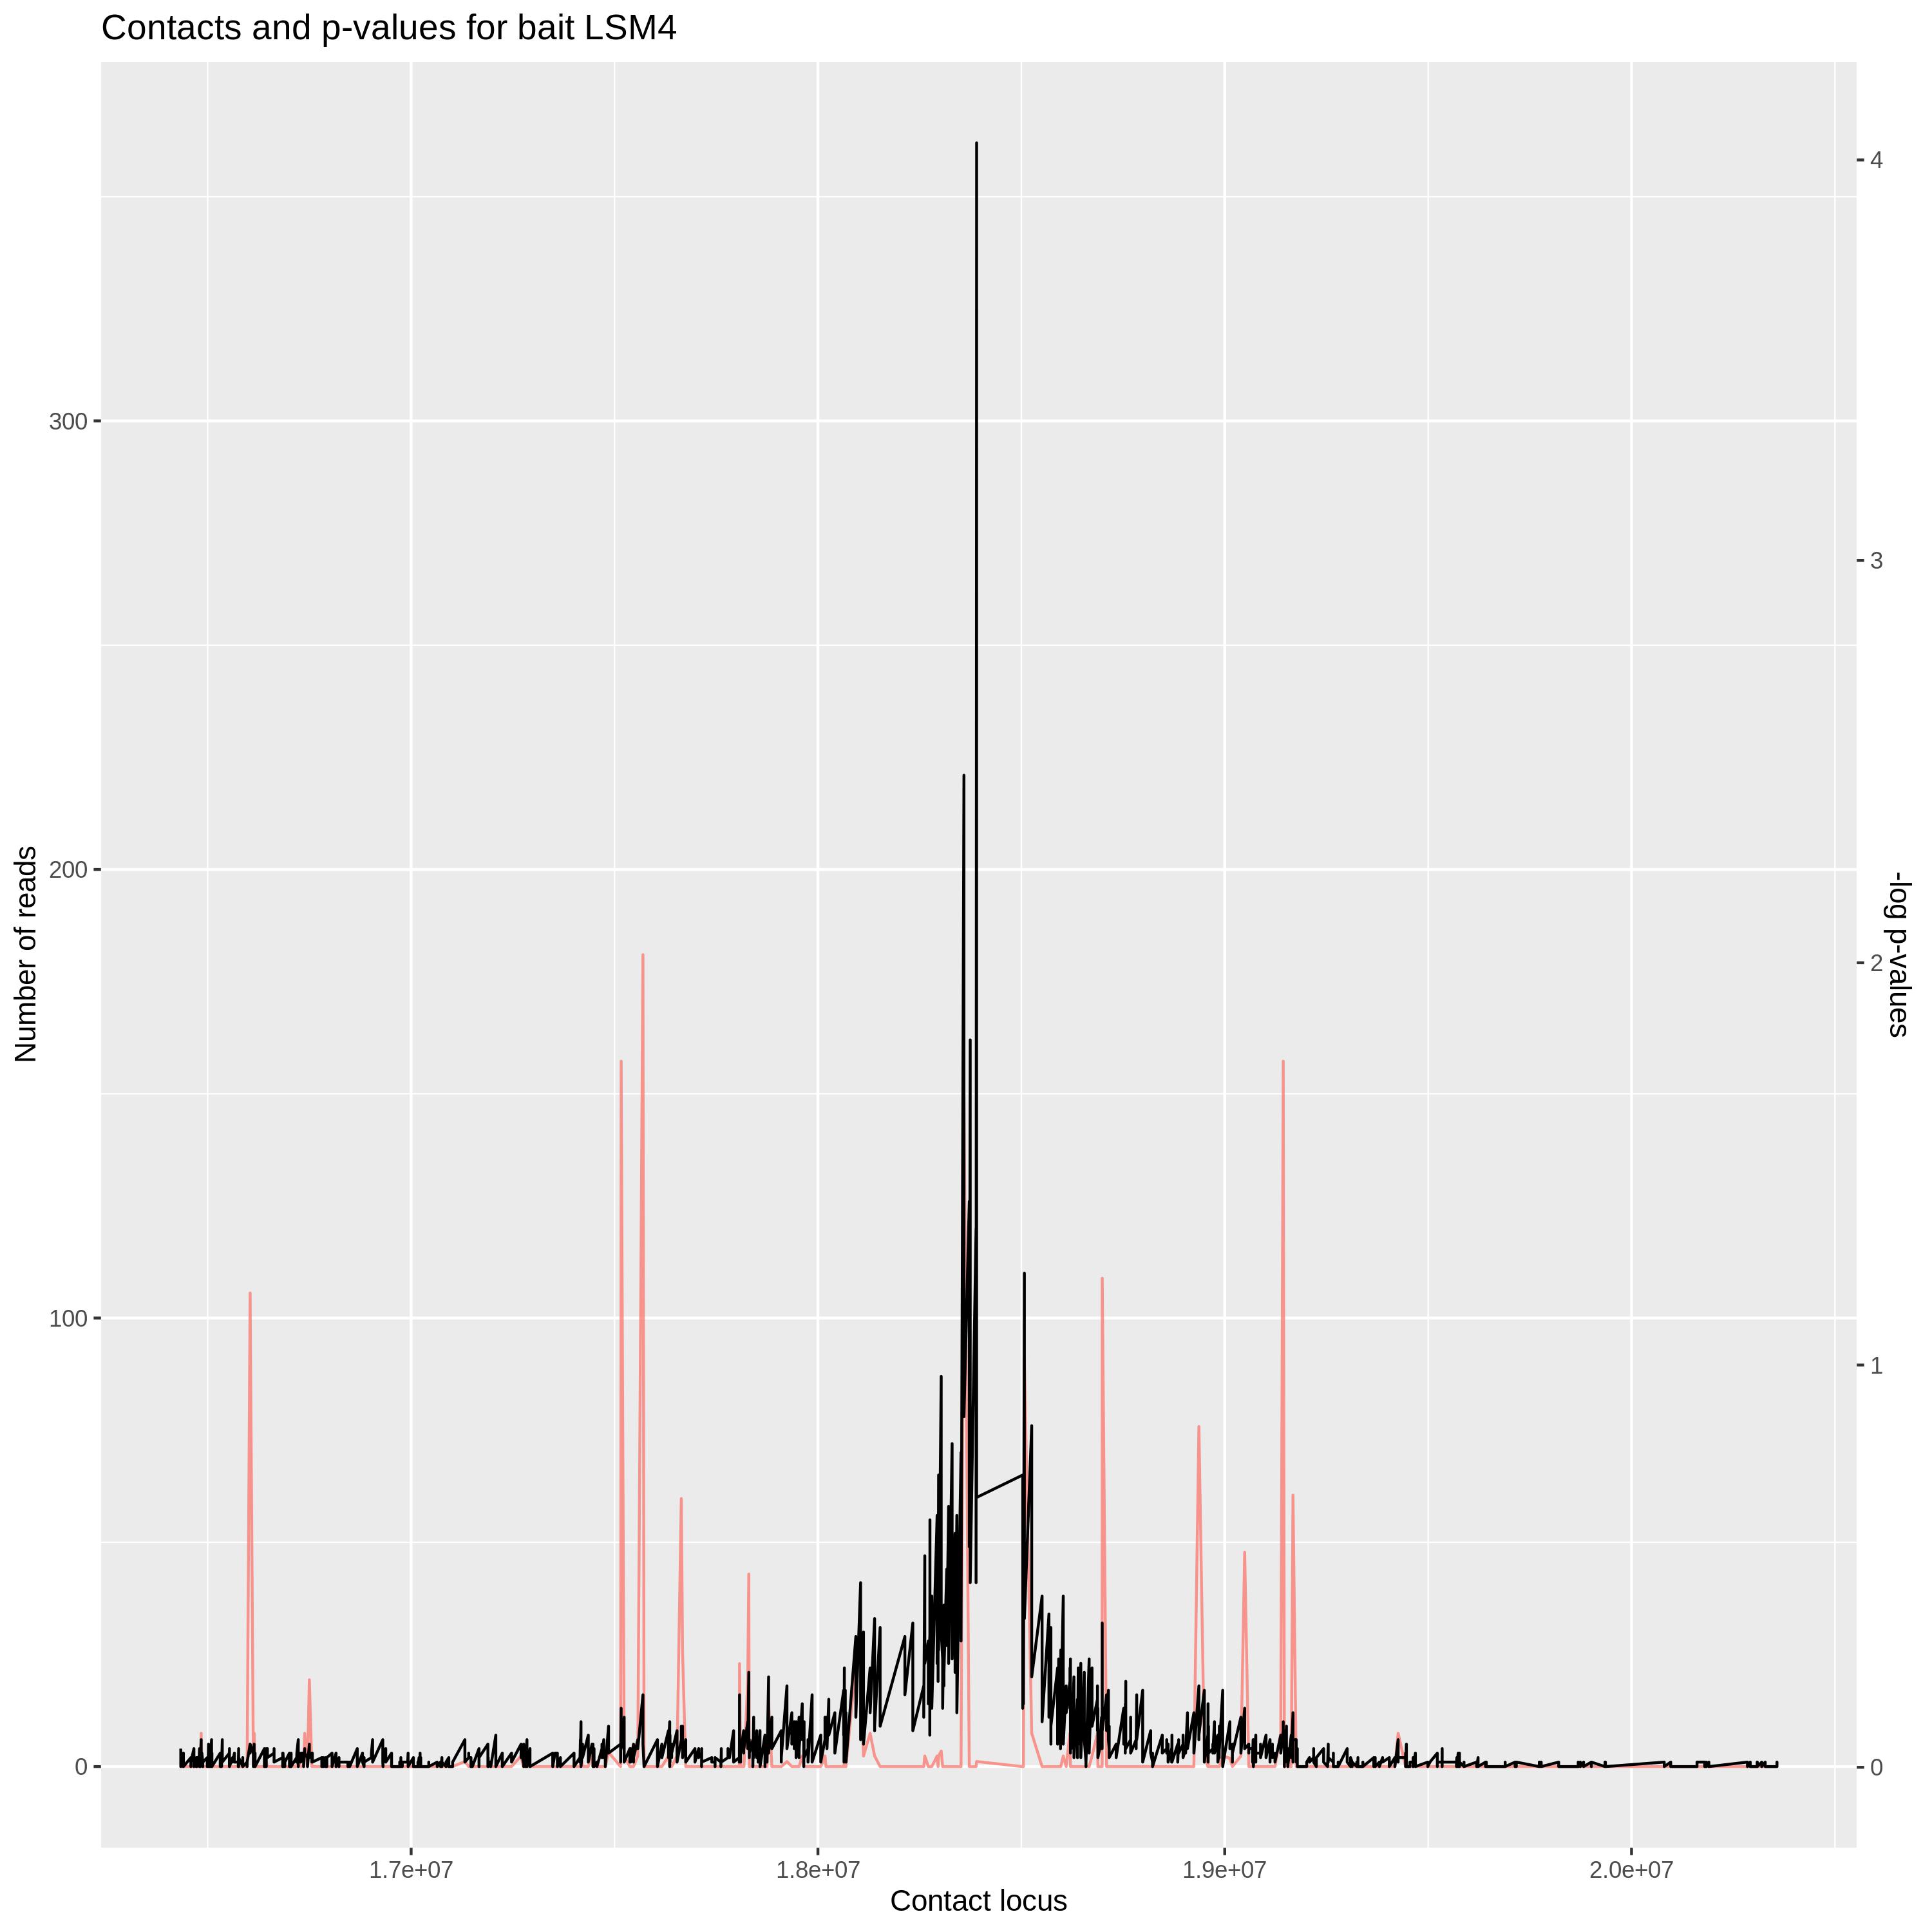 Contacts and p-values for bait LSM4
300
200
100
0
Number of reads
4
3
2
1
0
-log p-values
1.7e+07
1.8e+07
1.9e+07
2.0e+07
Contact locus